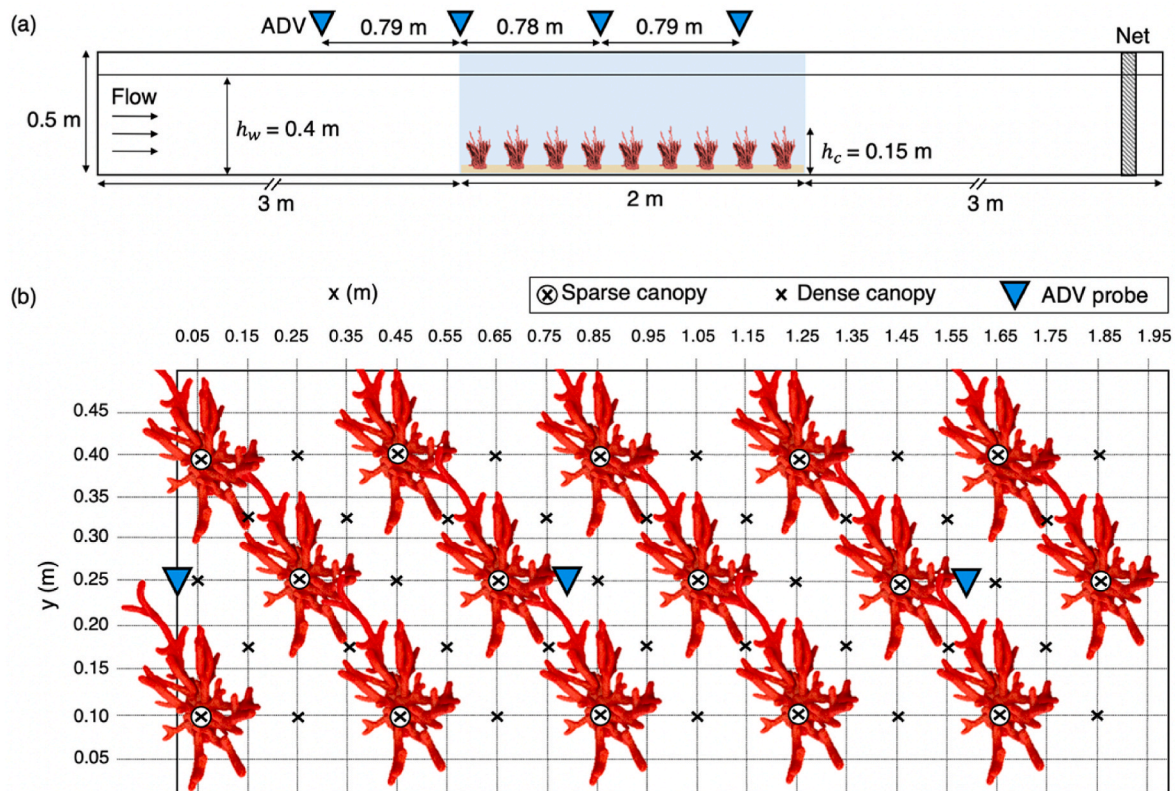 (a)
ADV 0.79 m 0.78 m 0.79 m
Net
0.5 m
Flow
h_w = 0.4 m
h_c = 0.15 m
3 m 2 m 3 m
(b)
x (m)
Sparse canopy Dense canopy ADV probe
0.05 0.15 0.25 0.35 0.45 0.55 0.65 0.75 0.85 0.95 1.05 1.15 1.25 1.35 1.45 1.55 1.65 1.75 1.85 1.95
y (m)
0.45
0.40
0.35
0.30
0.25
0.20
0.15
0.10
0.05